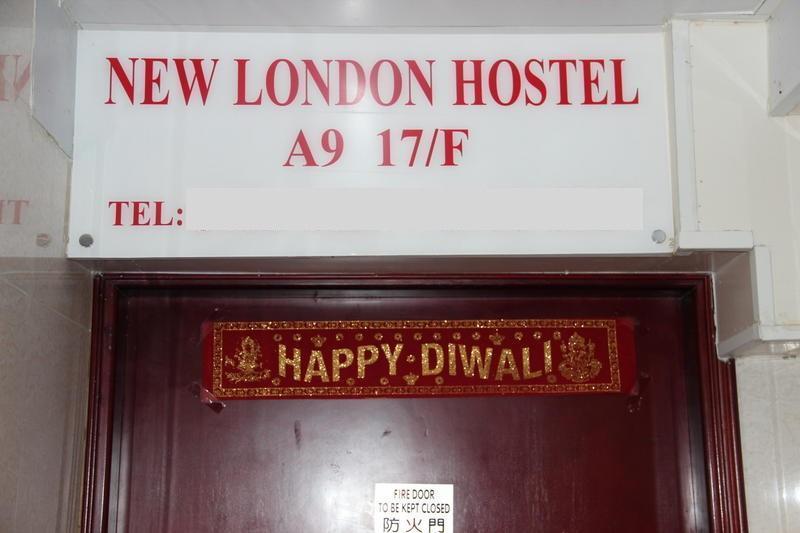 NEW LONDON HOSTEL
A9 17/F
TEL:
HAPPY DIWALI
FIRE DOOR
TO BE KEPT CLOSED
防火門